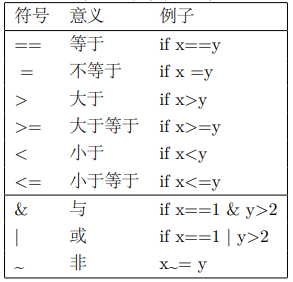 符号 意义 例子
== 等于 if x==y
= 不等于 if x =y
> 大于 if x>y
>= 大于等于 if x>=y
< 小于 if x<y
<= 小于等于 if x<=y
& 与 if x==1 & y>2
| 或 if x==1 | y>2
~ 非 x~= y